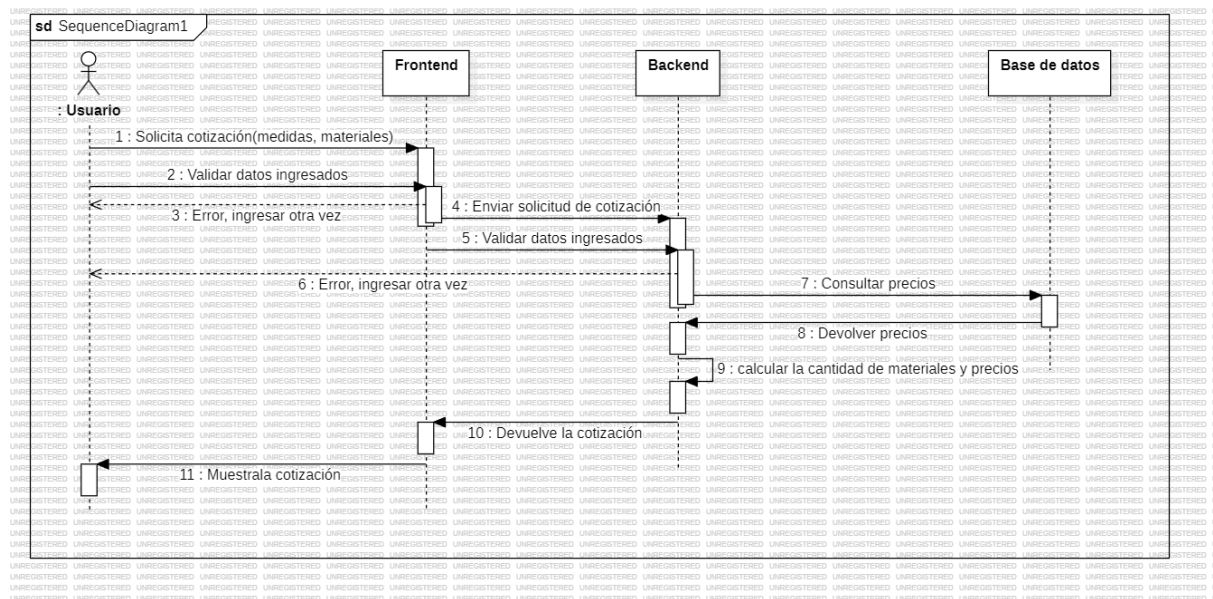 sd SequenceDiagram1
Frontend
Backend
Base de datos
: Usuario
1 : Solicita cotización(medidas, materiales)
2 : Validar datos ingresados
3 : Error, ingresar otra vez
4 : Enviar solicitud de cotización
5 : Validar datos ingresados
6 : Error, ingresar otra vez
7 : Consultar precios
8 : Devolver precios
9 : calcular la cantidad de materiales y precios
10 : Devuelve la cotización
11 : Muestrala cotización
UNREGISTERED